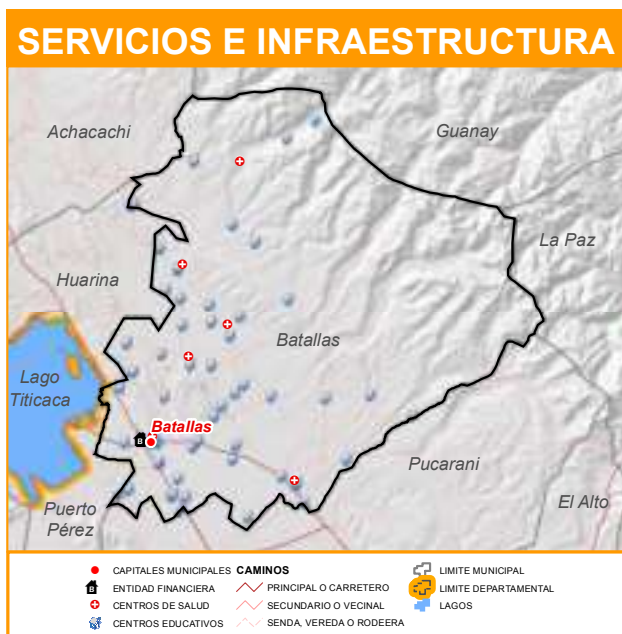 SERVICIOS E INFRAESTRUCTURA
Achacachi
Guanay
La Paz
Huarina
Batallas
Lago
Titicaca
Batallas
B
Pucarani
El Alto
Puerto
Pérez
CAPITALES MUNICIPALES
B ENTIDAD FINANCIERA
CENTROS DE SALUD
CENTROS EDUCATIVOS
CAMINOS
PRINCIPAL O CARRETERO
SECUNDARIO O VECINAL
SENDA, VEREDA O RODEERA
LIMITE MUNICIPAL
LIMITE DEPARTAMENTAL
LAGOS